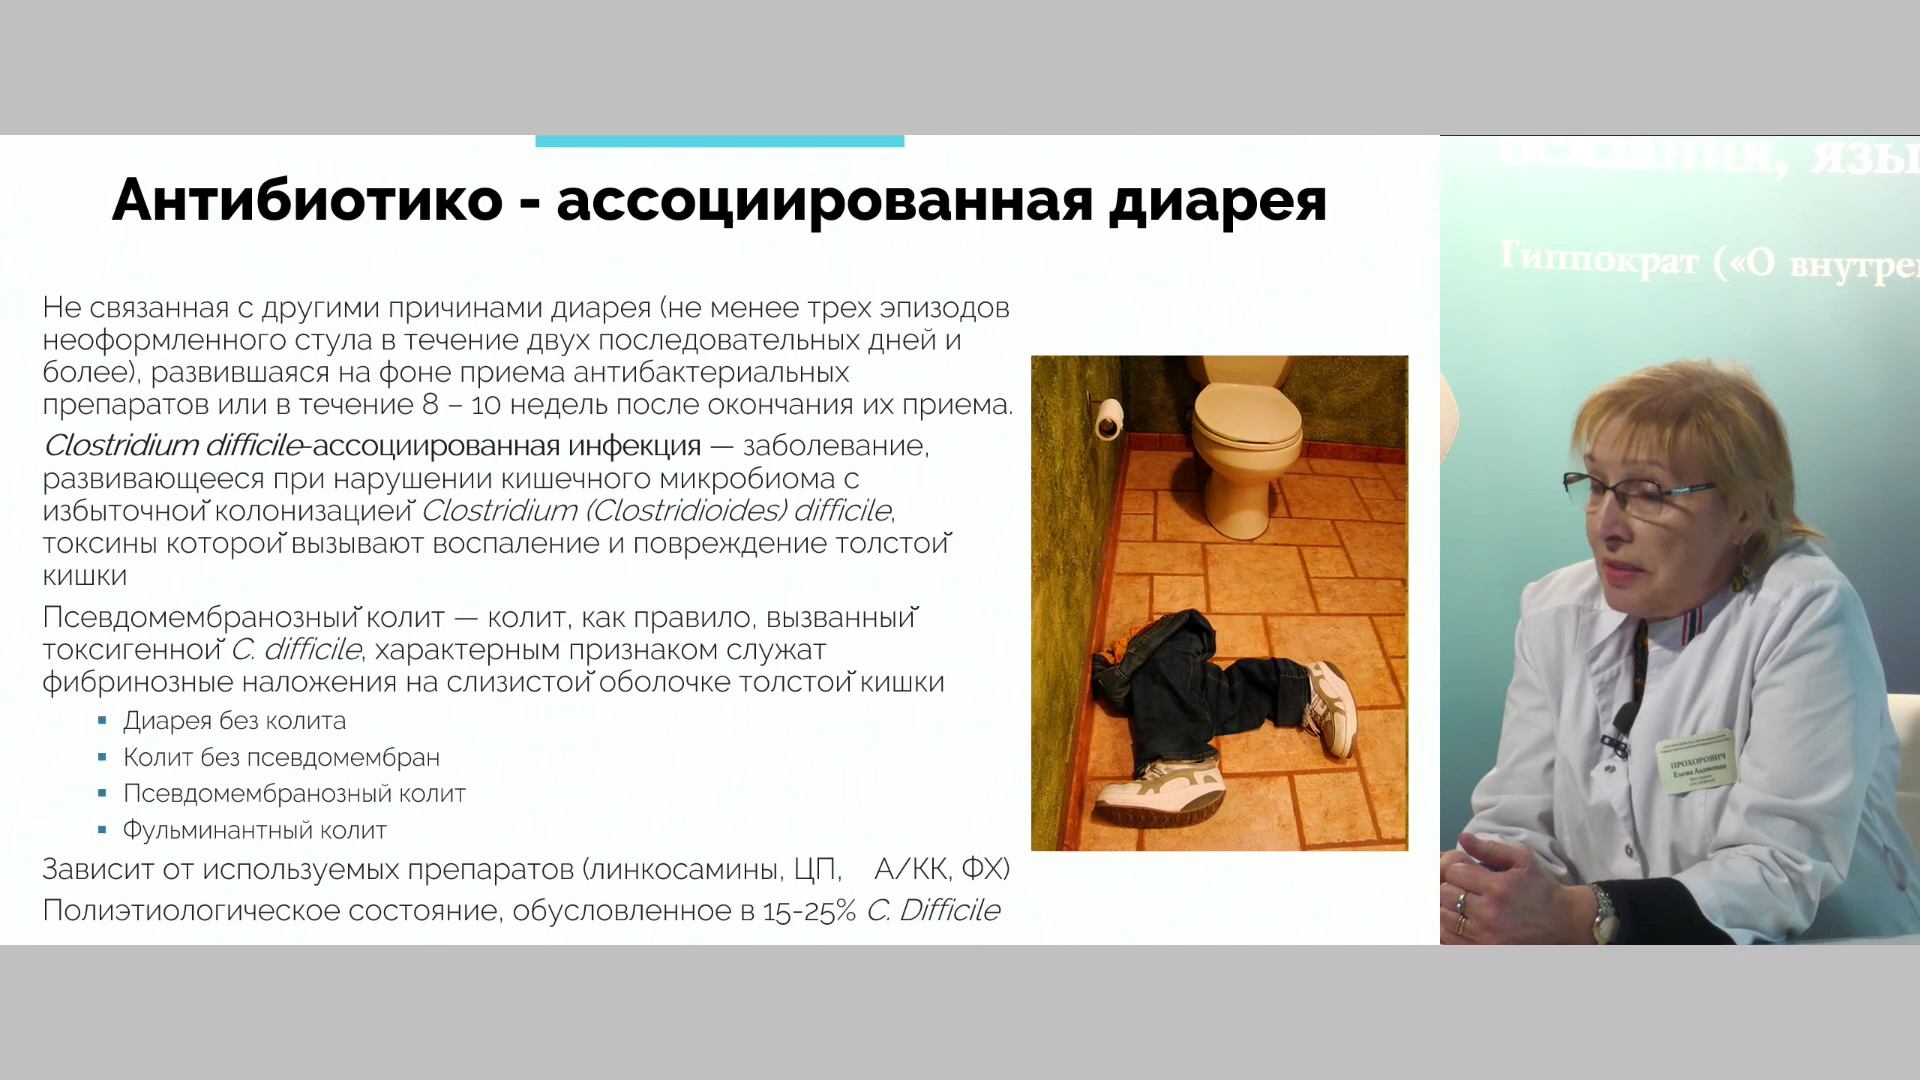 Антибиотико - ассоциированная диарея
Не связанная с другими причинами диарея (не менее трех эпизодов
неоформленного стула в течение двух последовательных дней и
более), развившаяся на фоне приема антибактериальных
препаратов или в течение 8 – 10 недель после окончания их приема.
Clostridium difficile-ассоциированная инфекция — заболевание,
развивающееся при нарушении кишечного микробиома с
избыточной колонизацией Clostridium (Clostridioides) difficile,
токсины которой вызывают воспаление и повреждение толстой
кишки
Псевдомембранозный колит — колит, как правило, вызванный
токсигенной C. difficile, характерным признаком служат
фибринозные наложения на слизистой оболочке толстой кишки
▪ Диарея без колита
▪ Колит без псевдомембран
▪ Псевдомембранозный колит
▪ Фульминантный колит
Зависит от используемых препаратов (линкосамины, ЦП, А/КК, ФХ)
Полиэтиологическое состояние, обусловленное в 15-25% C. Difficile
Гиппократ («О внутрен
ПРОХОРОВИЧ
Елена Адамовна